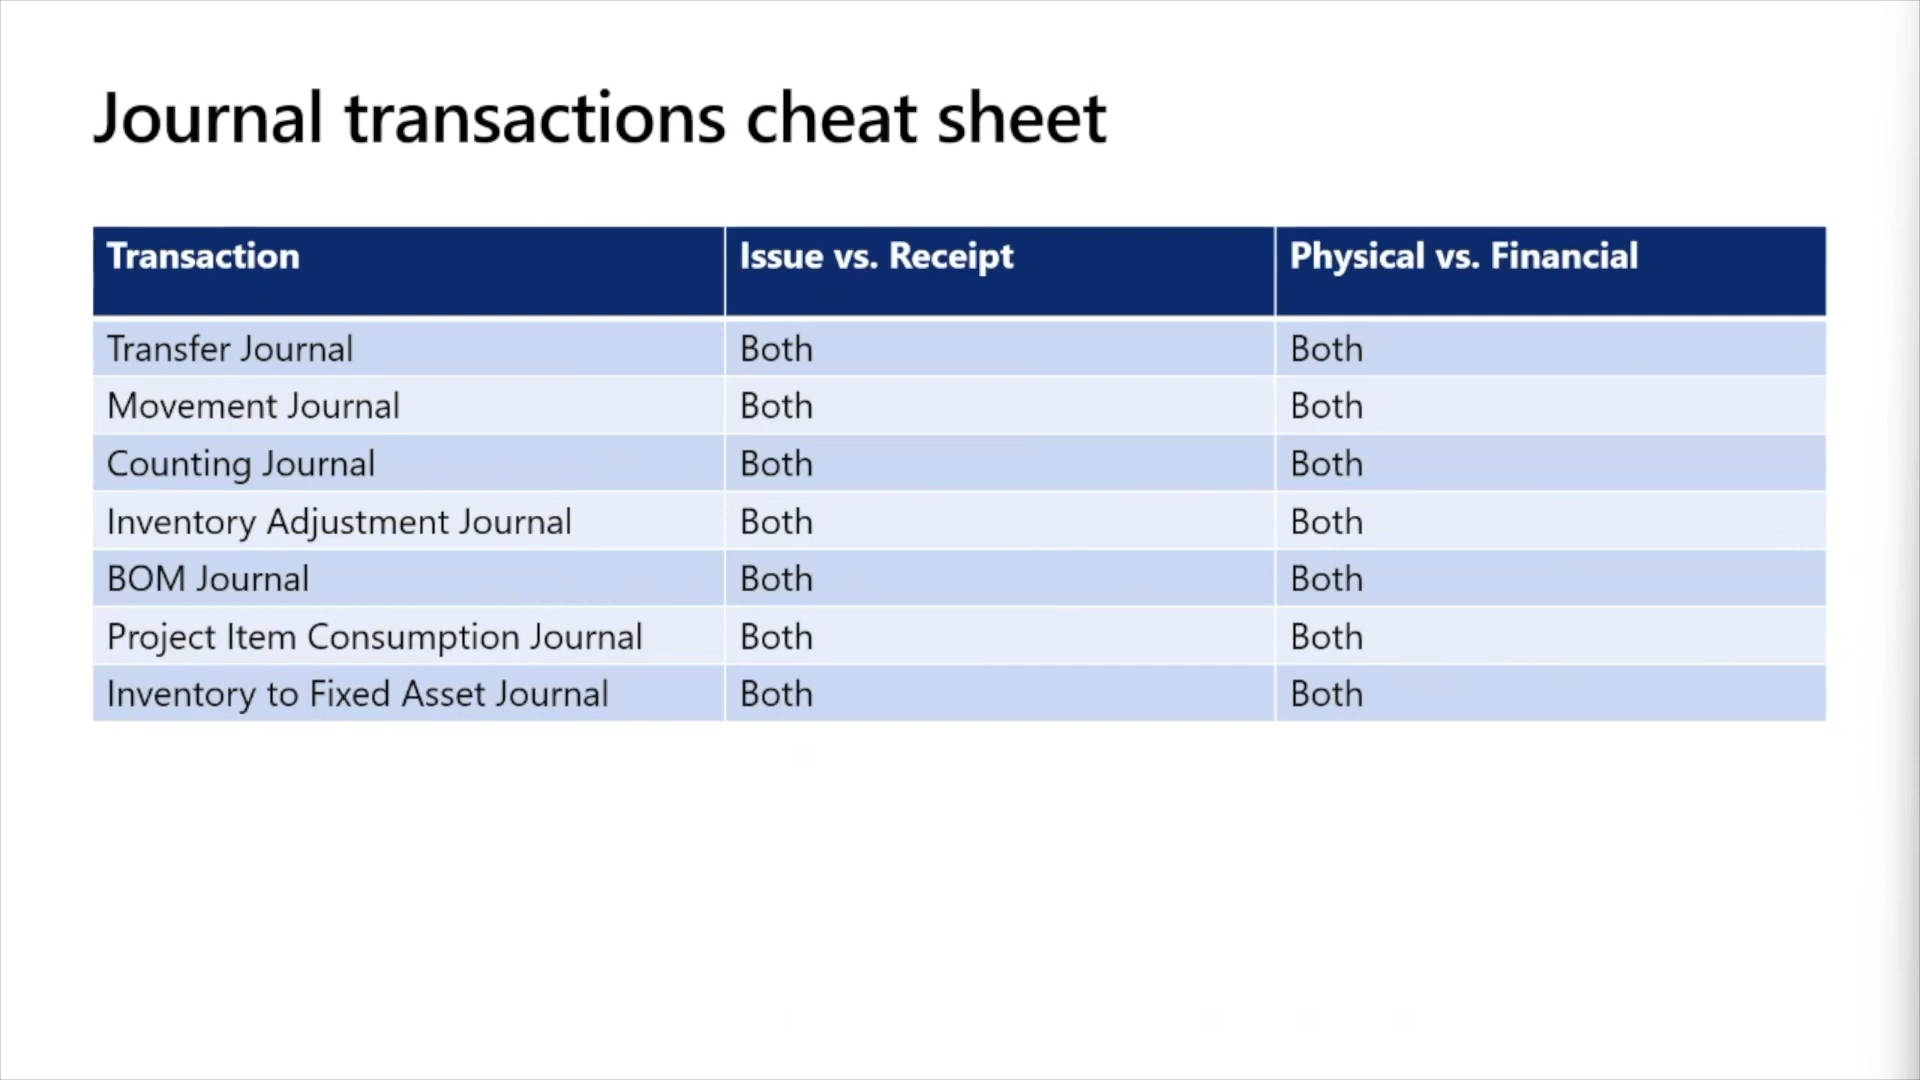 Journal transactions cheat sheet
Transaction Issue vs. Receipt Physical vs. Financial
Transfer Journal Both Both
Movement Journal Both Both
Counting Journal Both Both
Inventory Adjustment Journal Both Both
BOM Journal Both Both
Project Item Consumption Journal Both Both
Inventory to Fixed Asset Journal Both Both